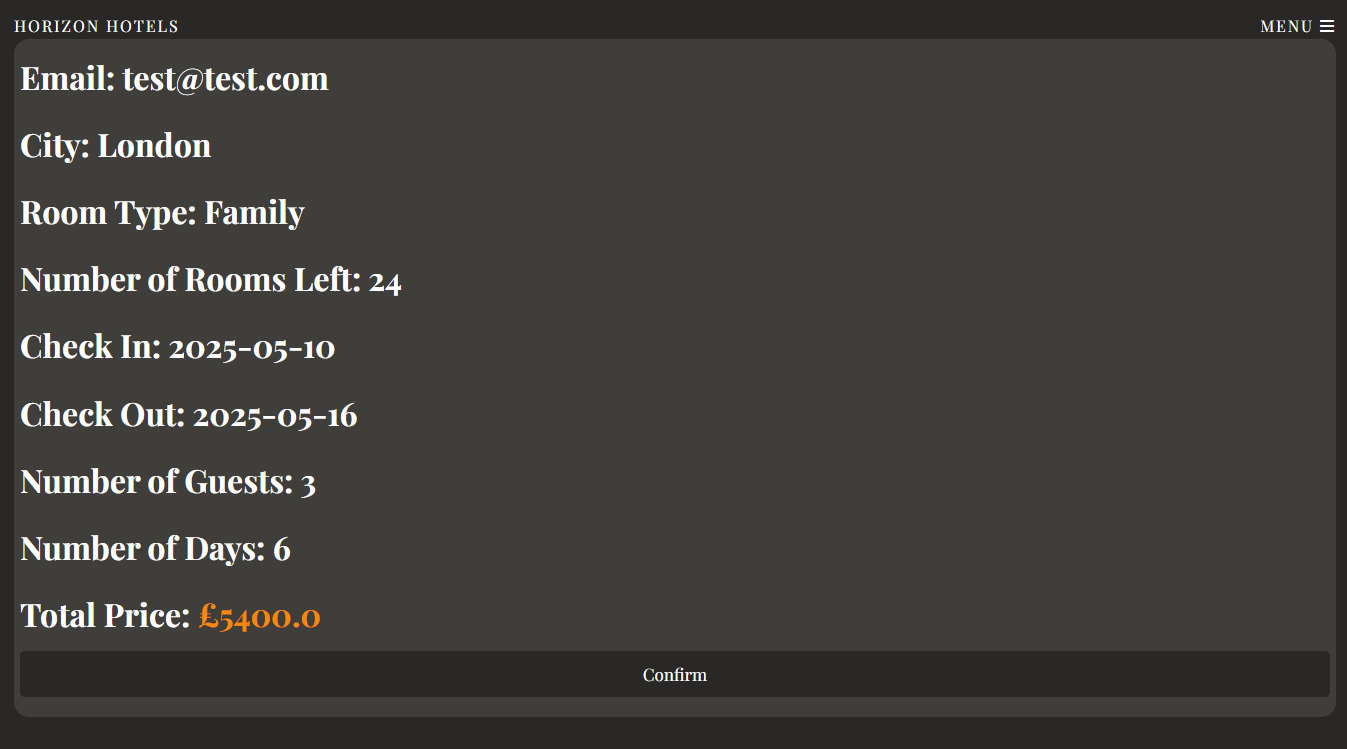 HORIZON HOTELS
MENU
Email: test@test.com
City: London
Room Type: Family
Number of Rooms Left: 24
Check In: 2025-05-10
Check Out: 2025-05-16
Number of Guests: 3
Number of Days: 6
Total Price: £5400.0
Confirm